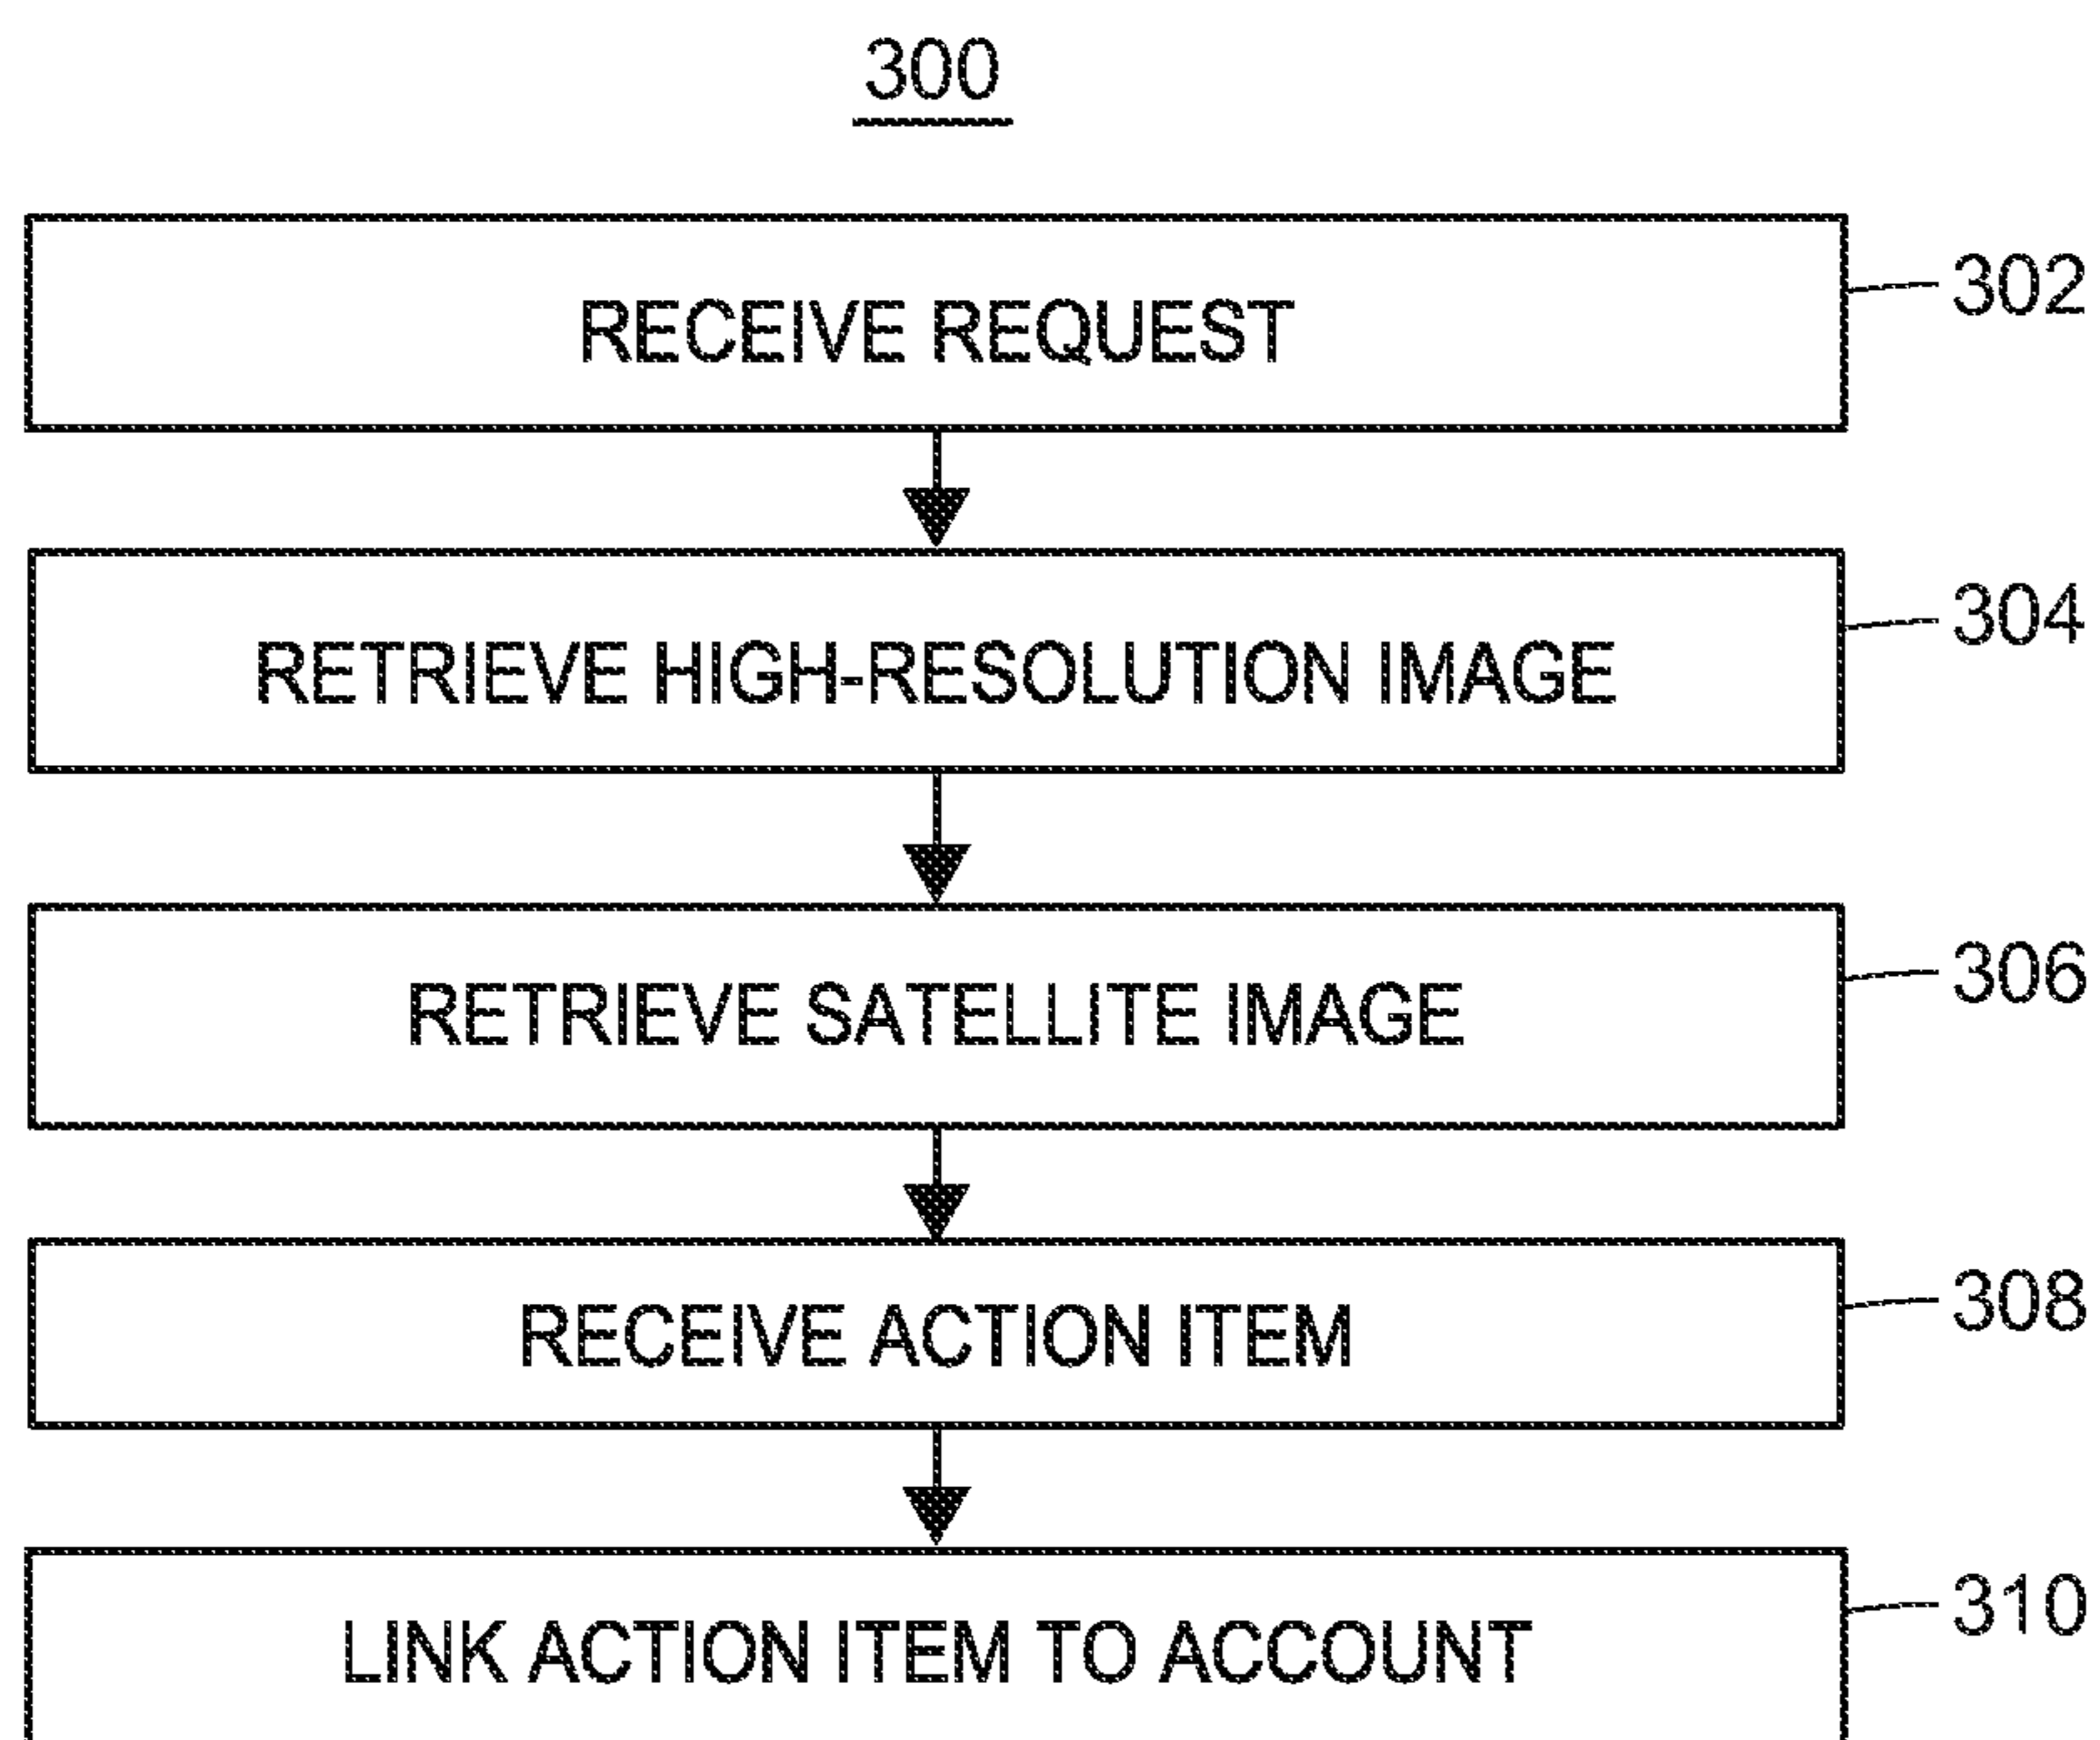 300
RECEIVE REQUEST
302
RETRIEVE HIGH-RESOLUTION IMAGE
304
RETRIEVE SATELLITE IMAGE
306
RECEIVE ACTION ITEM
308
LINK ACTION ITEM TO ACCOUNT
310